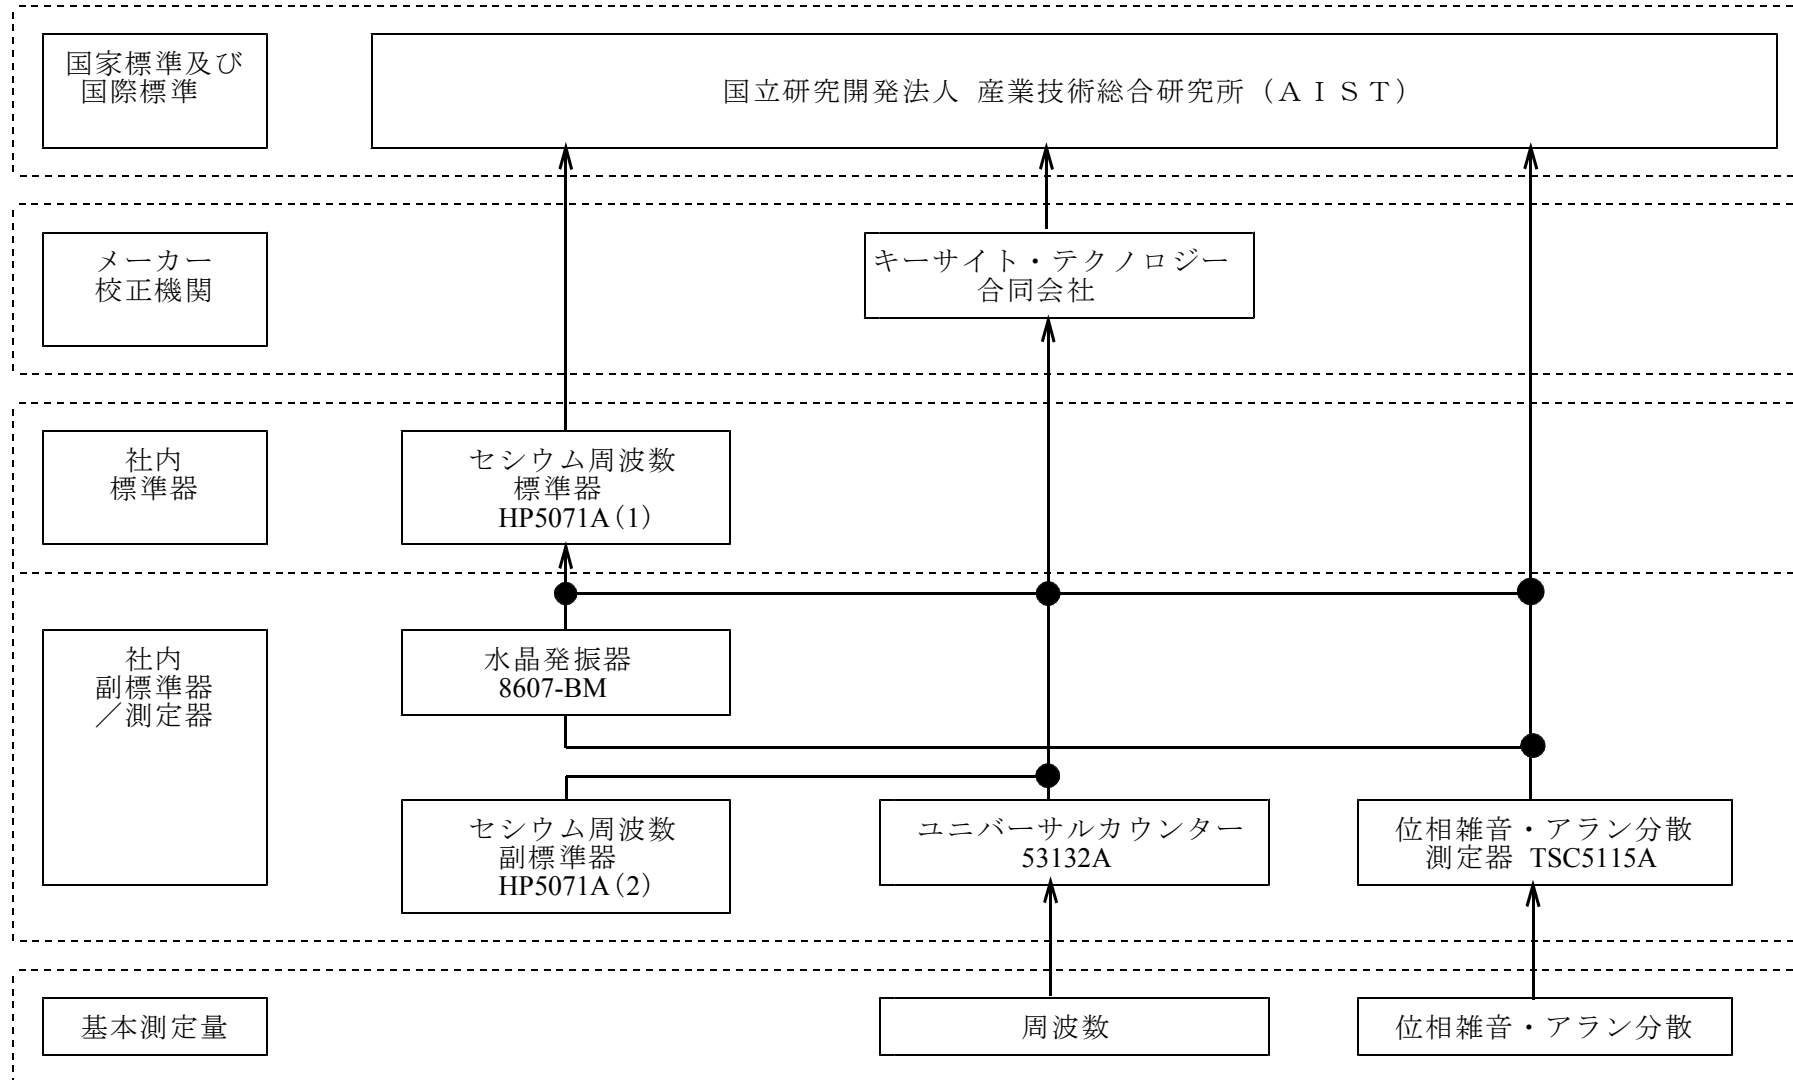 国家標準及び
国際標準
国立研究開発法人 産業技術総合研究所（ＡＩＳＴ）
メーカー
校正機関
キーサイト・テクノロジー
合同会社
社内
標準器
セシウム周波数
標準器
HP5071A（1）
社内
副標準器
／測定器
水晶発振器
8607-BM
セシウム周波数
副標準器
HP5071A（2）
ユニバーサルカウンター
53132A
位相雑音・アラン分散
測定器 TSC5115A
基本測定量
周波数
位相雑音・アラン分散